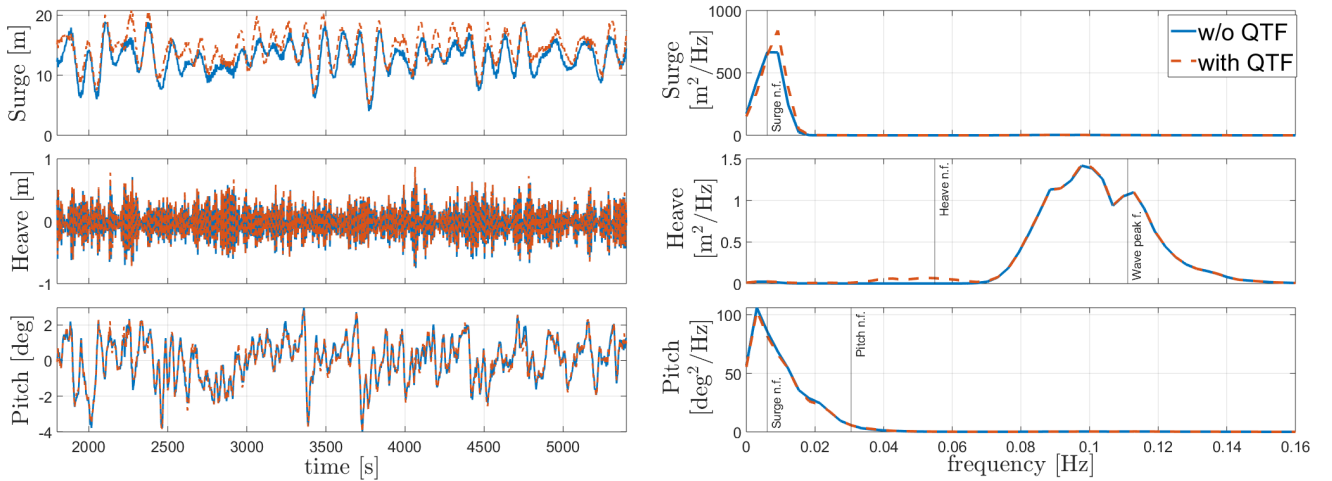 Surge [m]
20
10
0
Heave [m]
1
0
-1
Pitch [deg]
2
0
-2
-4
2000 2500 3000 3500 4000 4500 5000
time [s]
Surge
[m²/Hz]
1000
500
0
Surge n.f.
w/o QTF
with QTF
Heave
[m²/Hz]
1.5
1
0.5
0
Heave n.f.
Wave peak f.
Pitch
[deg²/Hz]
100
50
0
Surge n.f.
Pitch n.f.
0 0.02 0.04 0.06 0.08 0.1 0.12 0.14 0.16
frequency [Hz]